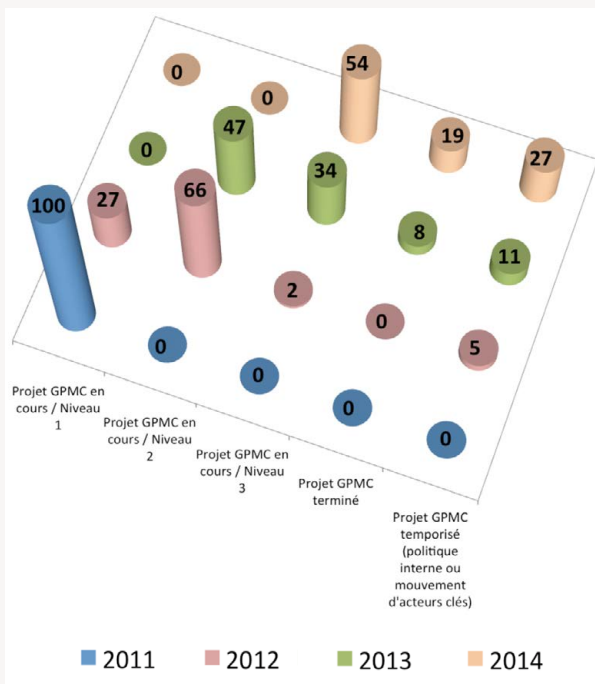 0
0
54
19
27
0
47
34
8
11
27
66
2
0
5
100
0
0
0
0
Projet GPMC en
cours / Niveau
1
Projet GPMC en
cours / Niveau
2
Projet GPMC en
cours / Niveau
3
Projet GPMC
terminé
Projet GPMC
temporisé
(politique
interne ou
mouvement
d'acteurs clés)
2011
2012
2013
2014